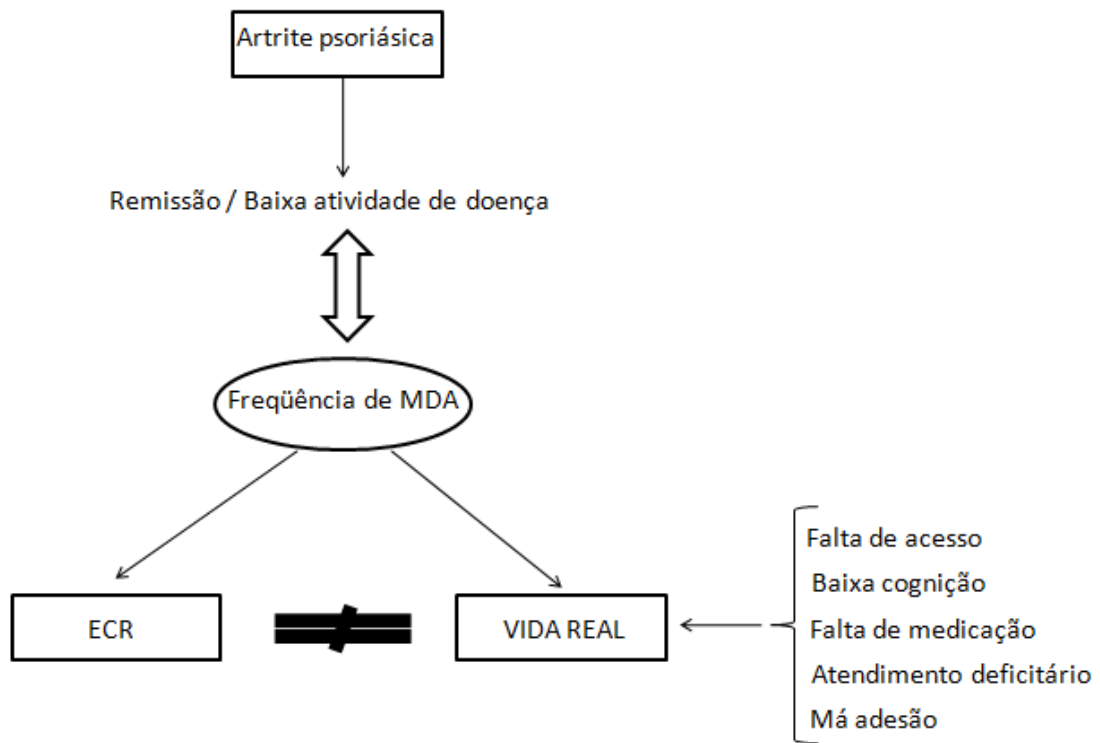 Artrite psoriásica
Remissão / Baixa atividade de doença
Freqüência de MDA
ECR
VIDA REAL
Falta de acesso
Baixa cognição
Falta de medicação
Atendimento deficitário
Má adesão